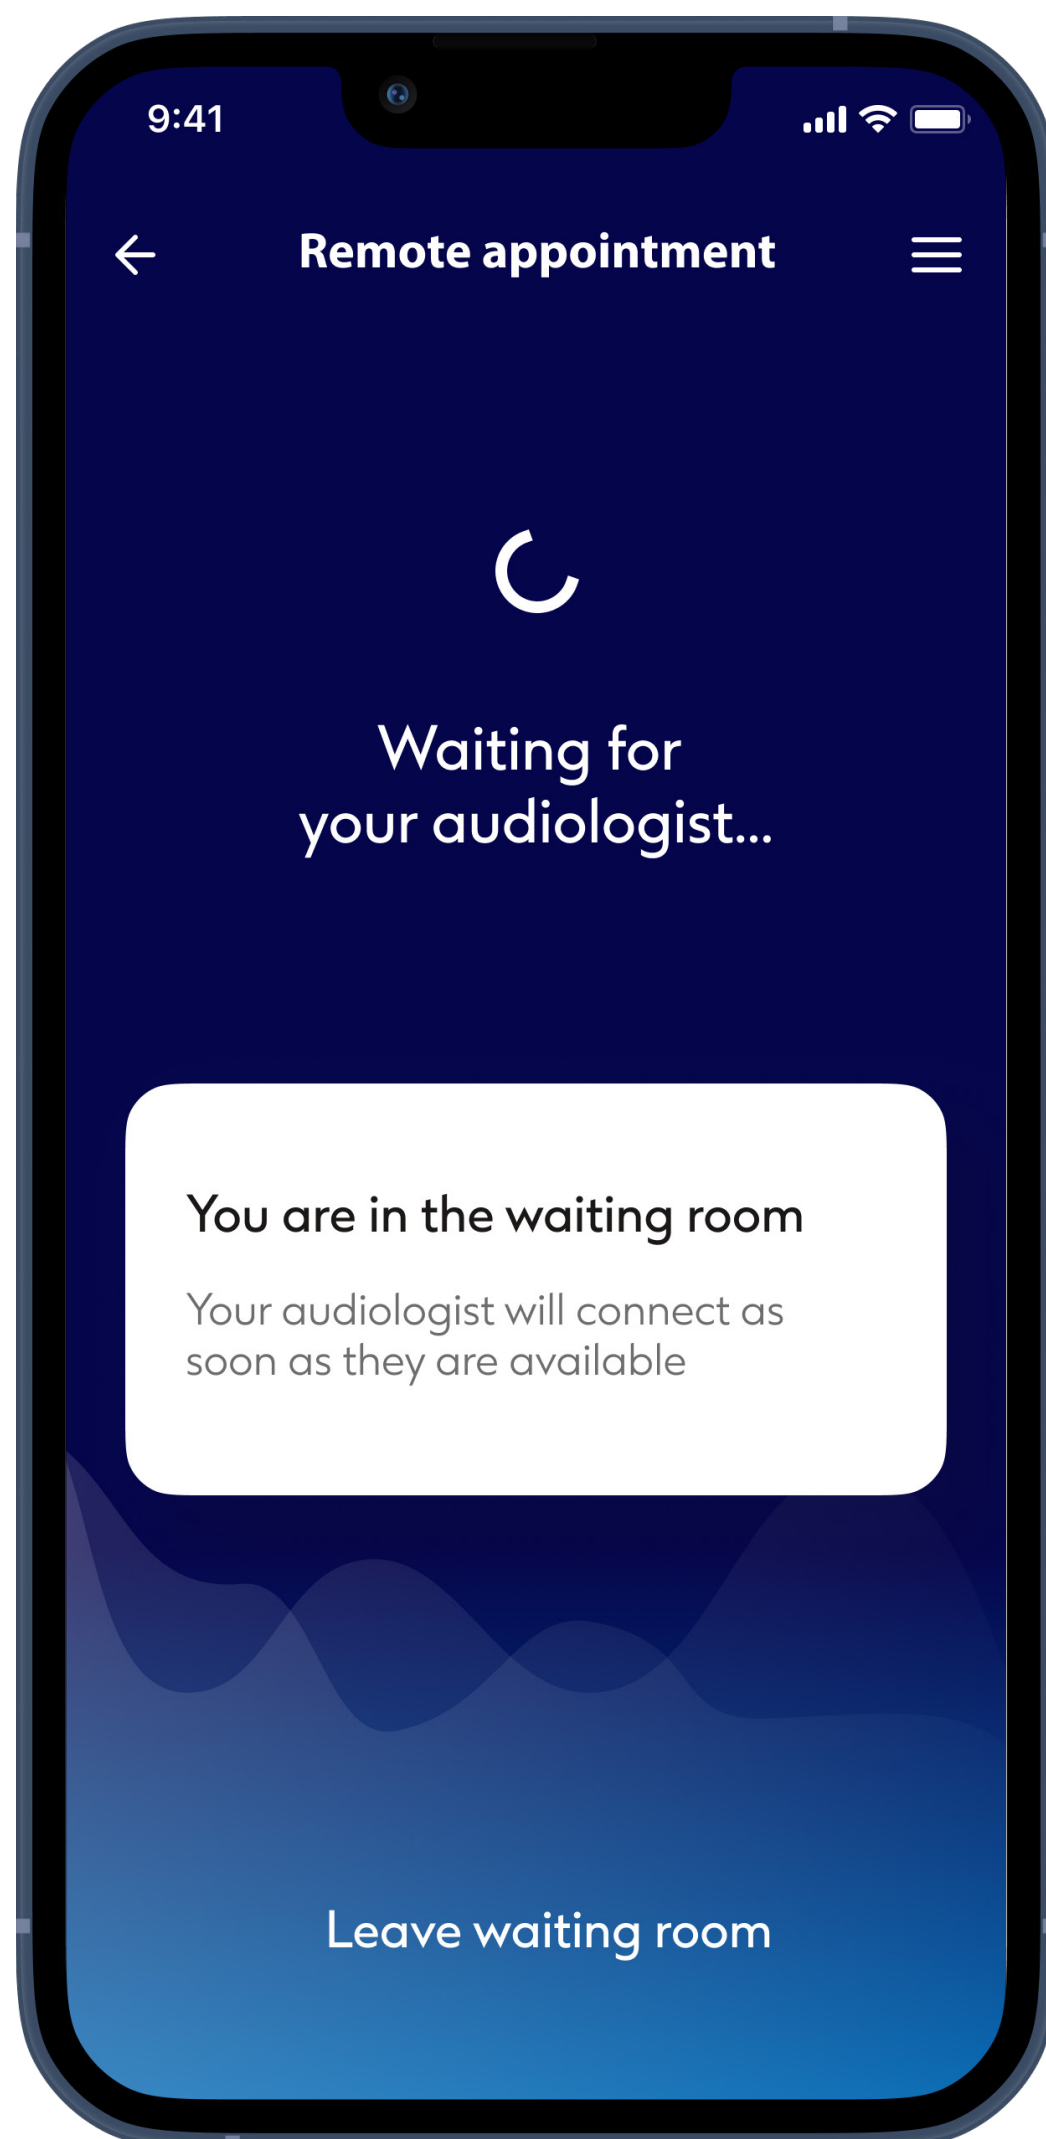 9:41
Remote appointment
Waiting for
your audiologist...
You are in the waiting room
Your audiologist will connect as
soon as they are available
Leave waiting room